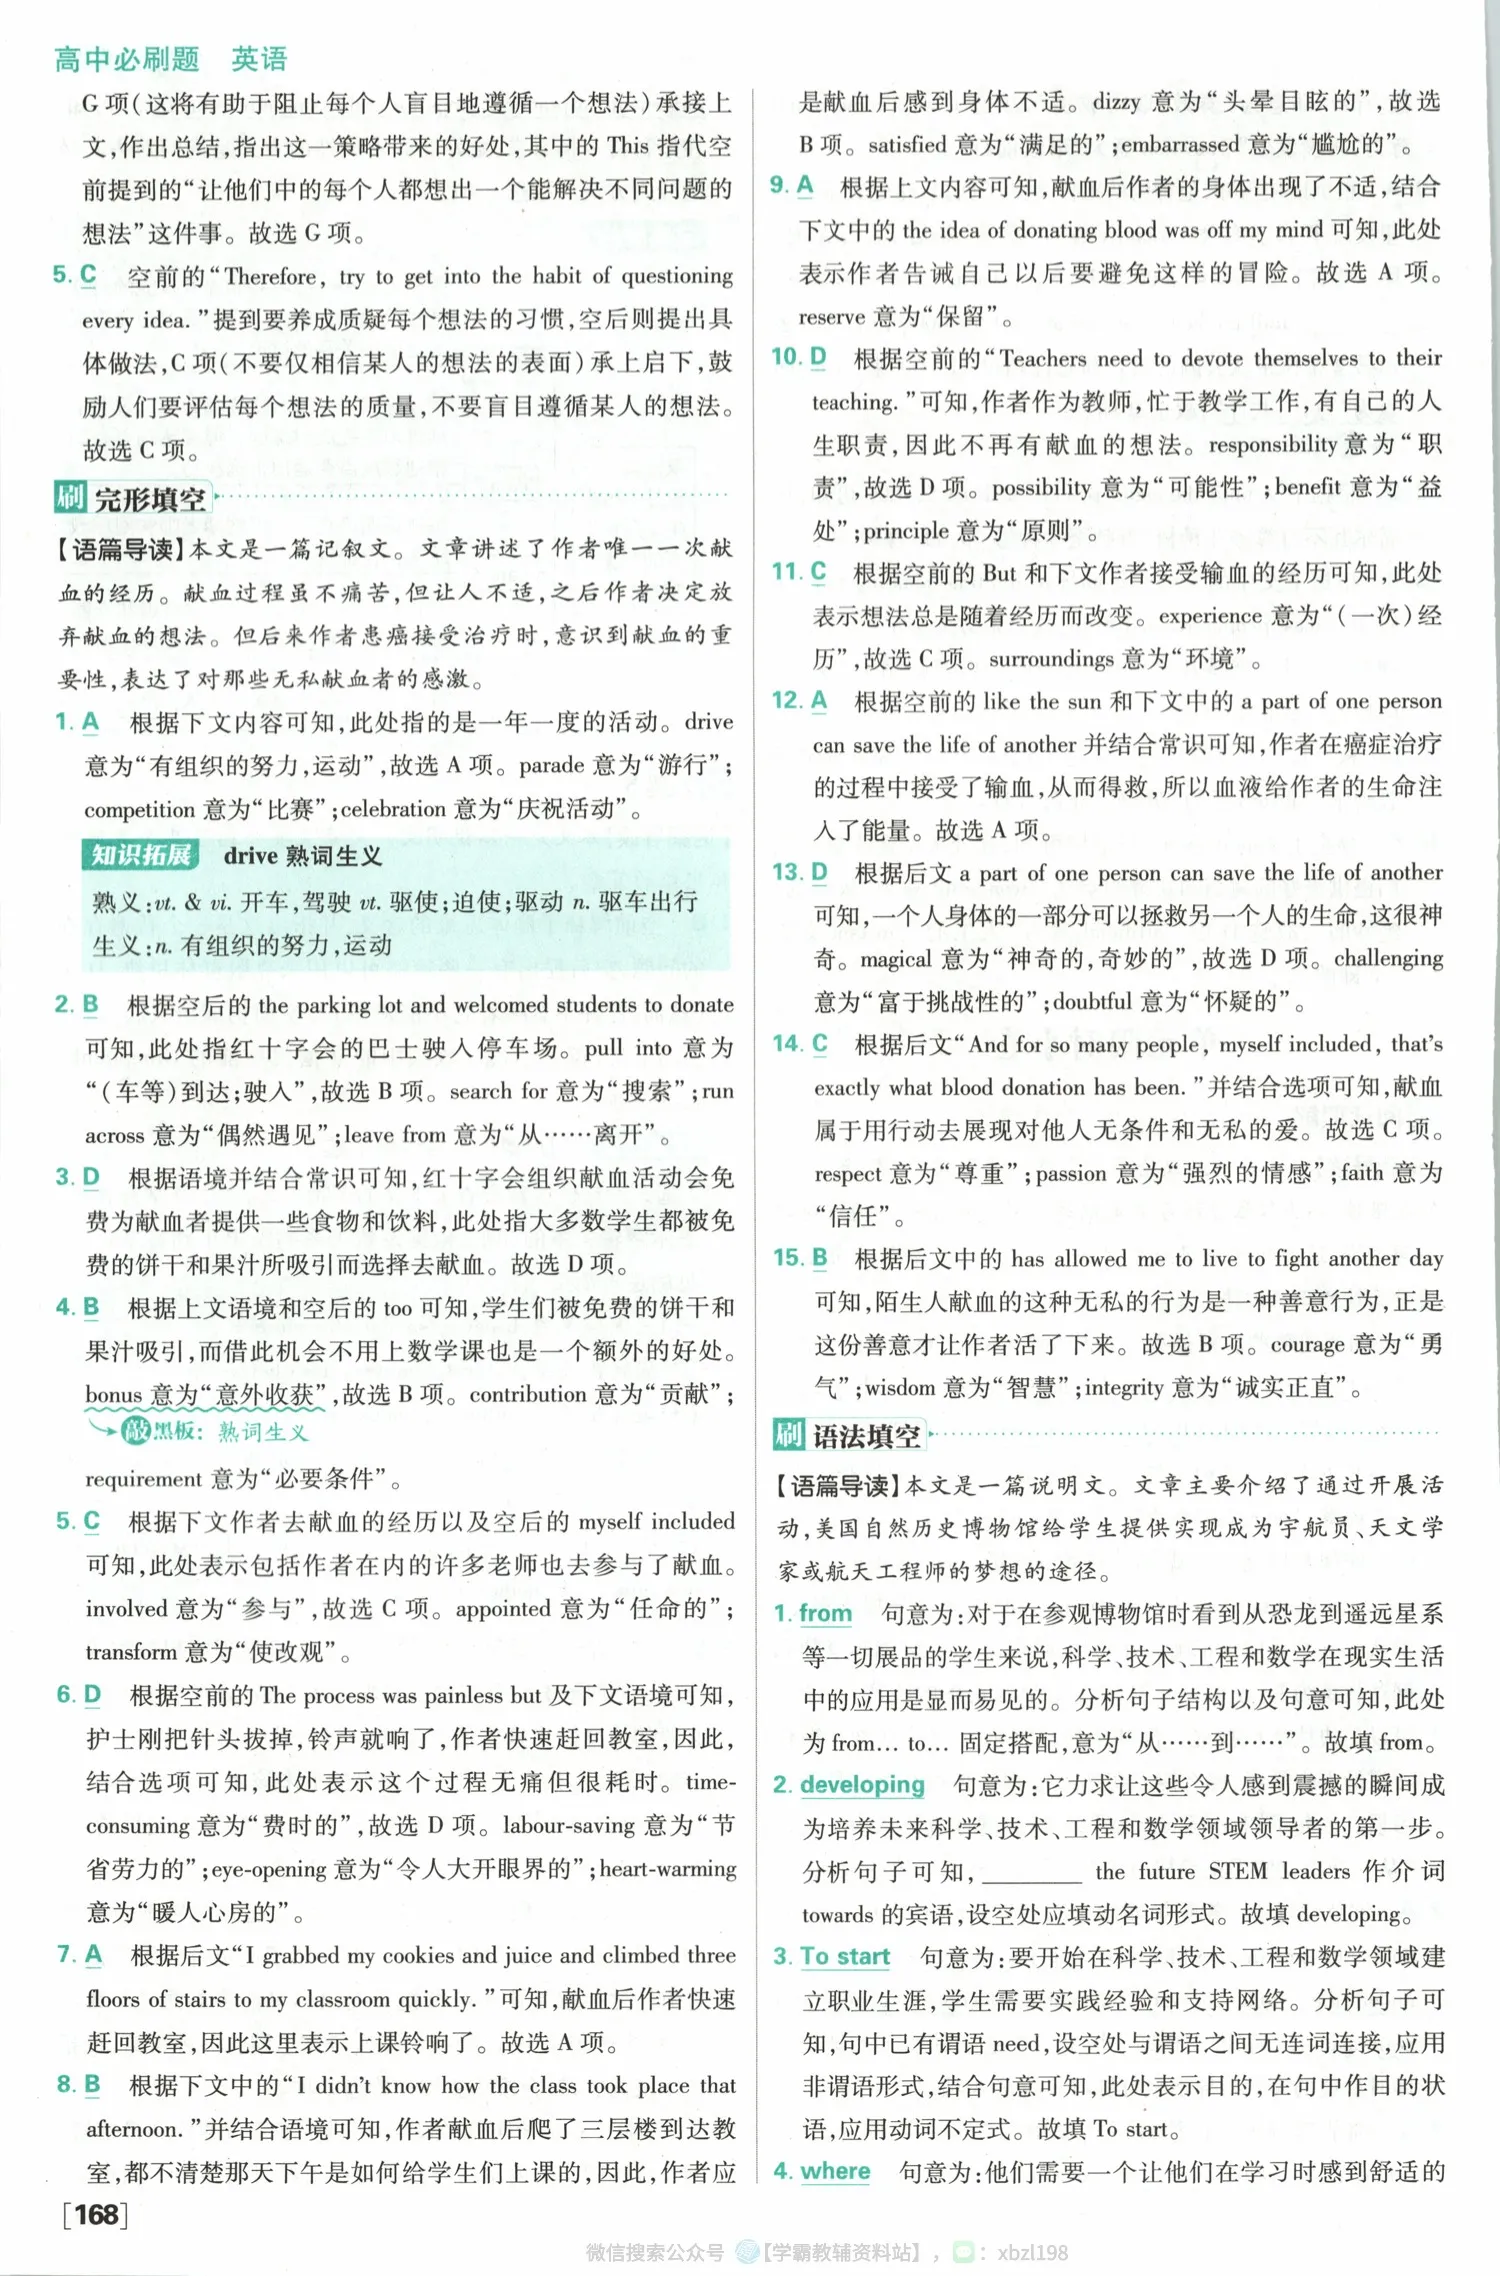 高中必刷题 英语
G 项(这将有助于阻止每个人盲目地遵循一个想法)承接上
文,作出总结,指出这一策略带来的好处,其中的 This 指代空
前提到的“让他们中的每个人都想出一个能解决不同问题的
想法”这件事。故选 G 项。
5. C 空前的“Therefore, try to get into the habit of questioning
every idea. ”提到要养成质疑每个想法的习惯,空后则提出具
体做法,C 项(不要仅相信某人的想法的表面)承上启下,鼓
励人们要评估每个想法的质量,不要盲目遵循某人的想法。
故选 C 项。
刷 完形填空
【语篇导读】本文是一篇记叙文。文章讲述了作者唯一一次献
血的经历。献血过程虽不痛苦,但让人不适,之后作者决定放
弃献血的想法。但后来作者患癌接受治疗时,意识到献血的重
要性,表达了对那些无私献血者的感激。
1. A 根据下文内容可知,此处指的是一年一度的活动。drive
意为“有组织的努力,运动”,故选 A 项。parade 意为“游行”;
competition 意为“比赛”;celebration 意为“庆祝活动”。
知识拓展 drive 熟词生义
熟义:vt. & vi. 开车,驾驶 vt. 驱使;迫使;驱动 n. 驱车出行
生义:n. 有组织的努力,运动
2. B 根据空后的 the parking lot and welcomed students to donate
可知,此处指红十字会的巴士驶入停车场。pull into 意为
“(车等)到达;驶入”,故选 B 项。search for 意为“搜索”;run
across 意为“偶然遇见”;leave from 意为“从……离开”。
3. D 根据语境并结合常识可知,红十字会组织献血活动会免
费为献血者提供一些食物和饮料,此处指大多数学生都被免
费的饼干和果汁所吸引而选择去献血。故选 D 项。
4. B 根据上文语境和空后的 too 可知,学生们被免费的饼干和
果汁吸引,而借此机会不用上数学课也是一个额外的好处。
bonus 意为“意外收获”,故选 B 项。contribution 意为“贡献”;
敲黑板:熟词生义
requirement 意为“必要条件”。
5. C 根据下文作者去献血的经历以及空后的 myself included
可知,此处表示包括作者在内的许多老师也去参与了献血。
involved 意为“参与”,故选 C 项。appointed 意为“任命的”;
transform 意为“使改观”。
6. D 根据空前的 The process was painless but 及下文语境可知,
护士刚把针头拔掉,铃声就响了,作者快速赶回教室,因此,
结合选项可知,此处表示这个过程无痛但很耗时。time-
consuming 意为“费时的”,故选 D 项。labour-saving 意为“节
省劳力的”;eye-opening 意为“令人大开眼界的”;heart-warming
意为“暖人心房的”。
7. A 根据后文“I grabbed my cookies and juice and climbed three
floors of stairs to my classroom quickly. ”可知,献血后作者快速
赶回教室,因此这里表示上课铃响了。故选 A 项。
8. B 根据下文中的“I didn't know how the class took place that
afternoon. ”并结合语境可知,作者献血后爬了三层楼到达教
室,都不清楚那天下午是如何给学生们上课的,因此,作者应
[168]
是献血后感到身体不适。dizzy 意为“头晕目眩的”,故选
B 项。satisfied 意为“满足的”;embarrassed 意为“尴尬的”。
9. A 根据上文内容可知,献血后作者的身体出现了不适,结合
下文中的 the idea of donating blood was off my mind 可知,此处
表示作者告诫自己以后要避免这样的冒险。故选 A 项。
reserve 意为“保留”。
10. D 根据空前的“Teachers need to devote themselves to their
teaching. ”可知,作者作为教师,忙于教学工作,有自己的人
生职责,因此不再有献血的想法。responsibility 意为“职
责”,故选 D 项。possibility 意为“可能性”;benefit 意为“益
处”;principle 意为“原则”。
11. C 根据空前的 But 和下文作者接受输血的经历可知,此处
表示想法总是随着经历而改变。experience 意为“(一次)经
历”,故选 C 项。surroundings 意为“环境”。
12. A 根据空前的 like the sun 和下文中的 a part of one person
can save the life of another 并结合常识可知,作者在癌症治疗
的过程中接受了输血,从而得救,所以血液给作者的生命注
入了能量。故选 A 项。
13. D 根据后文 a part of one person can save the life of another
可知,一个人身体的一部分可以拯救另一个人的生命,这很神
奇。magical 意为“神奇的,奇妙的”,故选 D 项。challenging
意为“富于挑战性的”;doubtful 意为“怀疑的”。
14. C 根据后文“And for so many people, myself included, that's
exactly what blood donation has been. ”并结合选项可知,献血
属于用行动去展现对他人无条件和无私的爱。故选 C 项。
respect 意为“尊重”;passion 意为“强烈的情感”;faith 意为
“信任”。
15. B 根据后文中的 has allowed me to live to fight another day
可知,陌生人献血的这种无私的行为是一种善意行为,正是
这份善意才让作者活了下来。故选 B 项。courage 意为“勇
气”;wisdom 意为“智慧”;integrity 意为“诚实正直”。
刷 语法填空
【语篇导读】本文是一篇说明文。文章主要介绍了通过开展活
动,美国自然历史博物馆给学生提供实现成为宇航员、天文学
家或航天工程师的梦想的途径。
1. from 句意为:对于在参观博物馆时看到从恐龙到遥远星系
等一切展品的学生来说,科学、技术、工程和数学在现实生活
中的应用是显而易见的。分析句子结构以及句意可知,此处
为 from… to… 固定搭配,意为“从……到……”。故填 from。
2. developing 句意为:它力求让这些令人感到震撼的瞬间成
为培养未来科学、技术、工程和数学领域领导者的第一步。
分析句子可知, ________ the future STEM leaders 作介词
towards 的宾语,设空处应填动名词形式。故填 developing。
3. To start 句意为:要开始在科学、技术、工程和数学领域建
立职业生涯,学生需要实践经验和支持网络。分析句子可
知,句中已有谓语 need,设空处与谓语之间无连词连接,应用
非谓语形式,结合句意可知,此处表示目的,在句中作目的状
语,应用动词不定式。故填 To start。
4. where 句意为:他们需要一个让他们在学习时感到舒适的
微信搜索公众号 【学霸教辅资料站】, : xbzl198